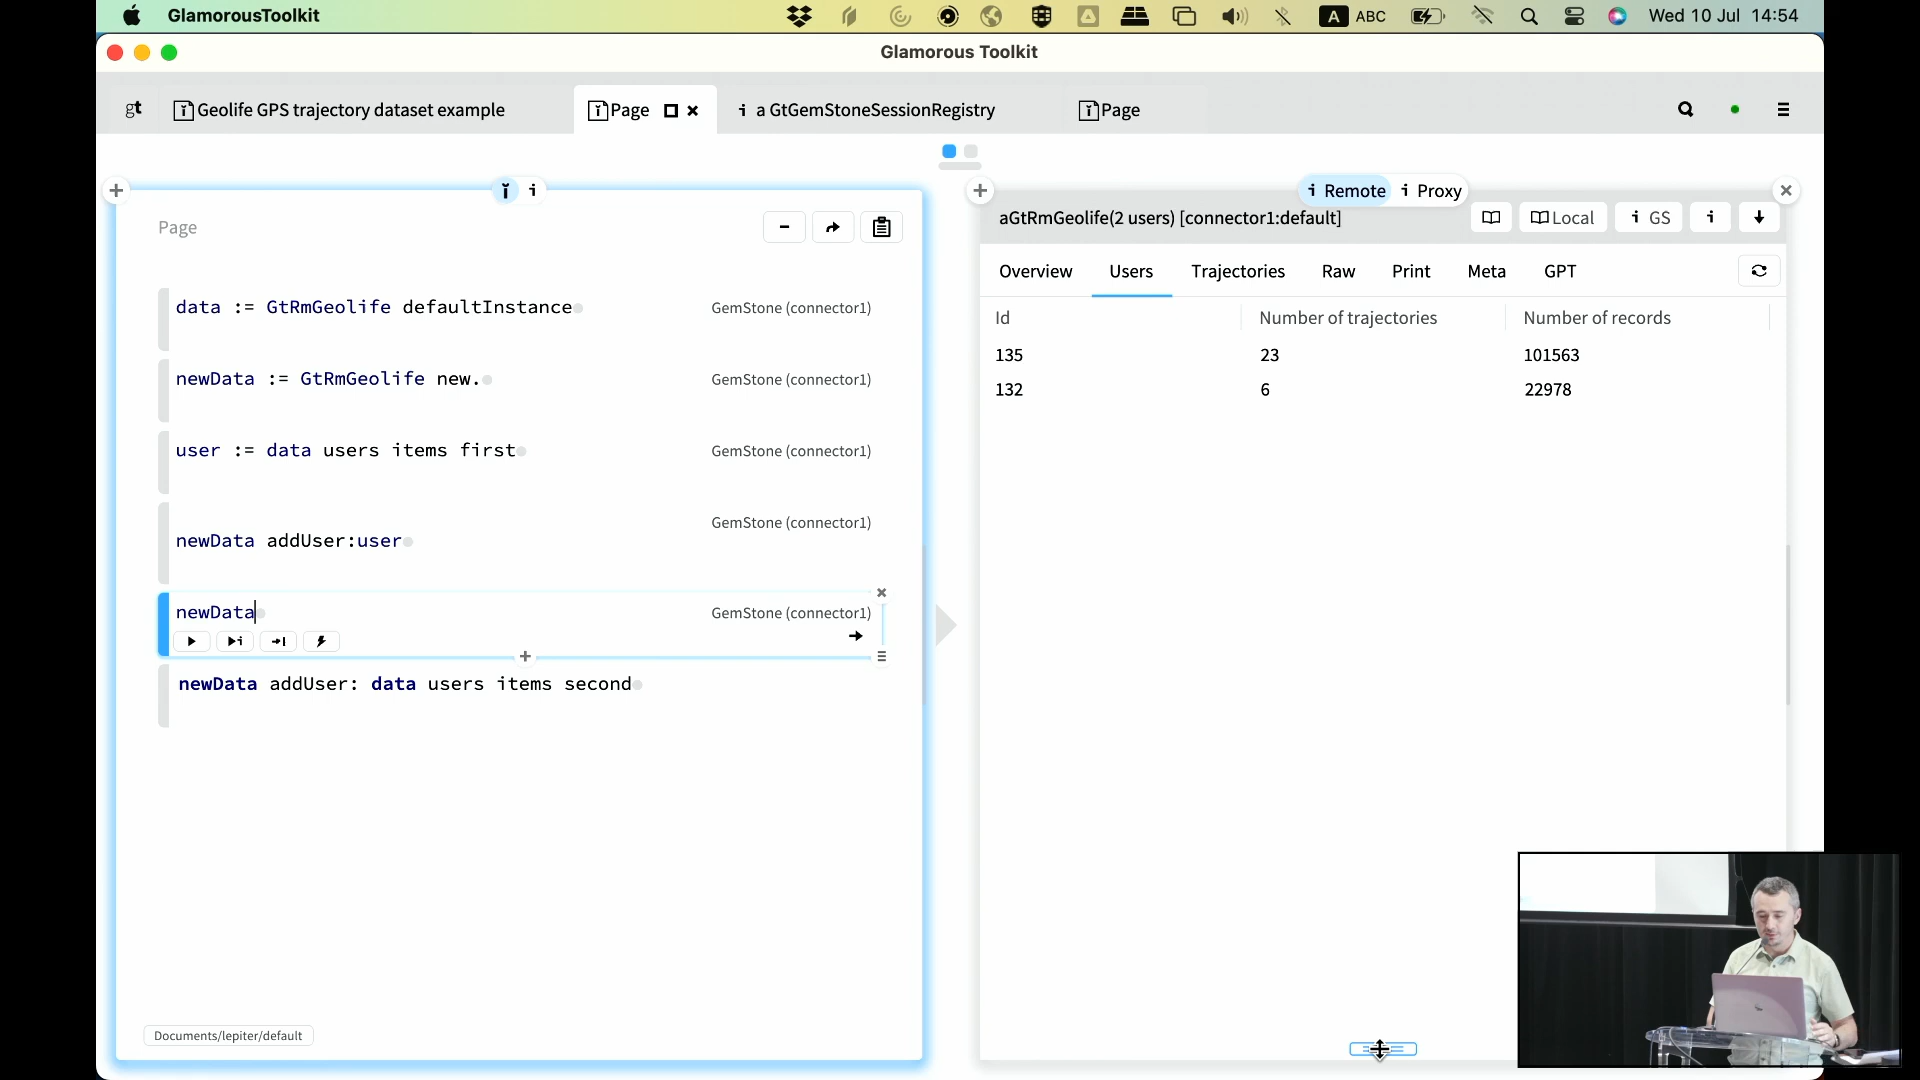 GlamorousToolkit
A ABC
Wed 10 Jul 14:54
Glamorous Toolkit
gt
Geolife GPS trajectory dataset example
Page
i a GtGemStoneSessionRegistry
Page
i
i Remote
i Proxy
Page
aGtRmGeolife(2 users) [connector1:default]
Local
i GS
i
Overview
Users
Trajectories
Raw
Print
Meta
GPT
data := GtRmGeolife defaultInstance
GemStone (connector1)
newData := GtRmGeolife new.
GemStone (connector1)
user := data users items first
GemStone (connector1)
GemStone (connector1)
newData addUser:user
newData
GemStone (connector1)
newData addUser: data users items second
Id
Number of trajectories
Number of records
135
23
101563
132
6
22978
Documents/lepiter/default